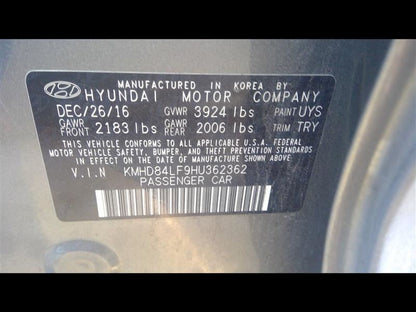 MANUFACTURED IN KOREA BY
HYUNDAI MOTOR COMPANY
DEC/26/16 GVWR 3924 lbs PAINT UYS
GAWR FRONT 2183 lbs GAWR REAR 2006 lbs TRIM TRY
THIS VEHICLE CONFORMS TO ALL APPLICABLE U.S. FEDERAL
MOTOR VEHICLE SAFETY, BUMPER, AND THEFT PREVENTION STANDARDS
IN EFFECT ON THE DATE OF MANUFACTURE SHOWN ABOVE.
V.I.N KMHD84LF9HU362362
PASSENGER CAR